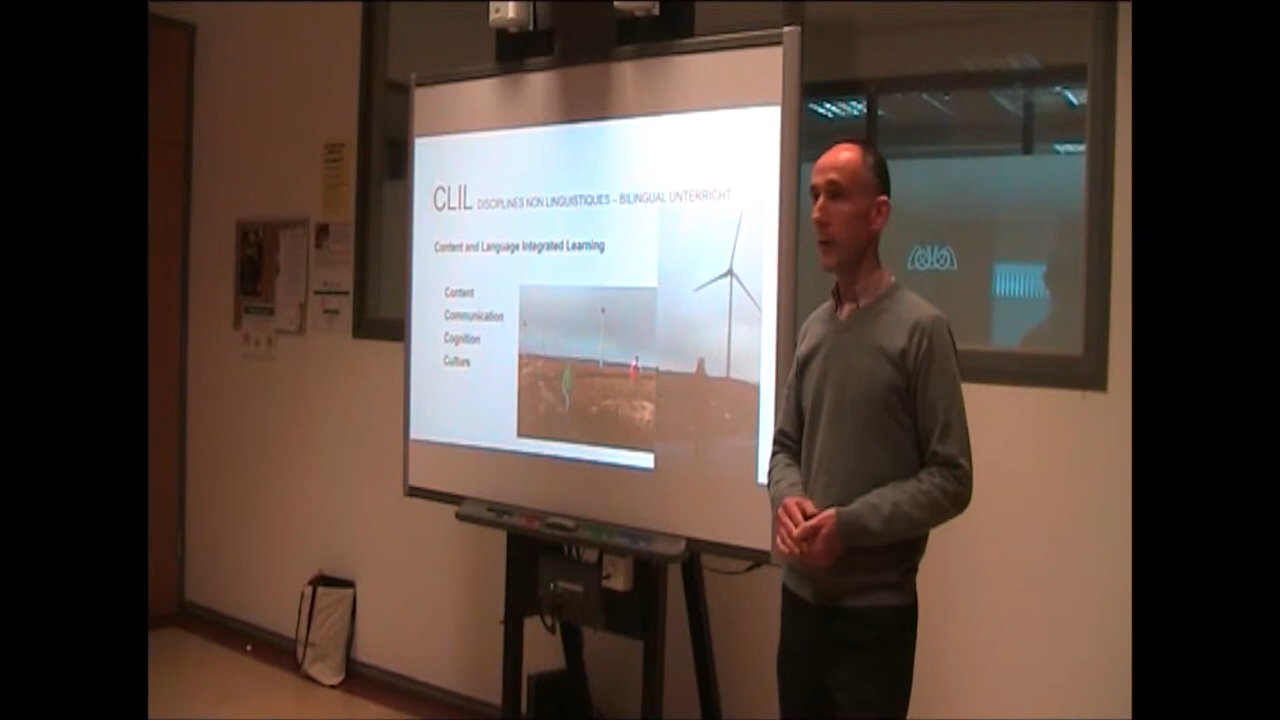 CLIL DISCIPLINES NON LINGUISTIQUES – BILINGUAL UNTERRICHT
Content and Language Integrated Learning
Content
Communication
Cognition
Culture